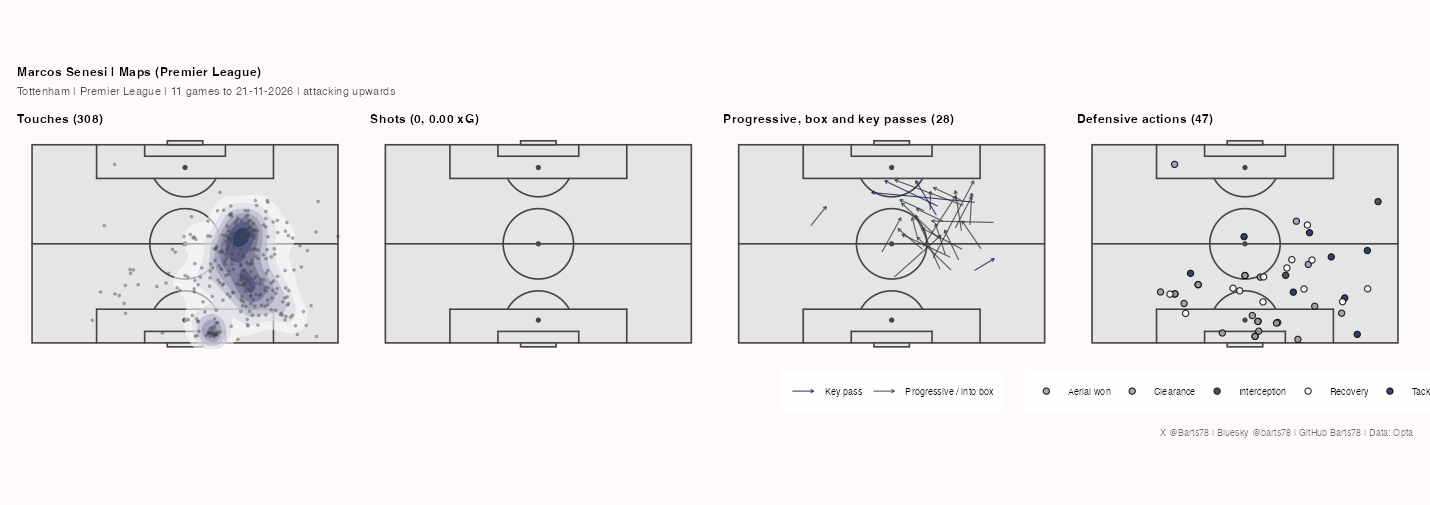 Marcos Senesi | Maps (Premier League)
Tottenham | Premier League | 11 games to 21-11-2026 | attacking upwards
Touches (308)
Shots (0, 0.00 xG)
Progressive, box and key passes (28)
Defensive actions (47)
Key pass
Progressive / into box
Aerial won
Clearance
Interception
Recovery
Tack
X @Barts78 | Bluesky @barts78 | GitHub Barts78 | Data: Opta